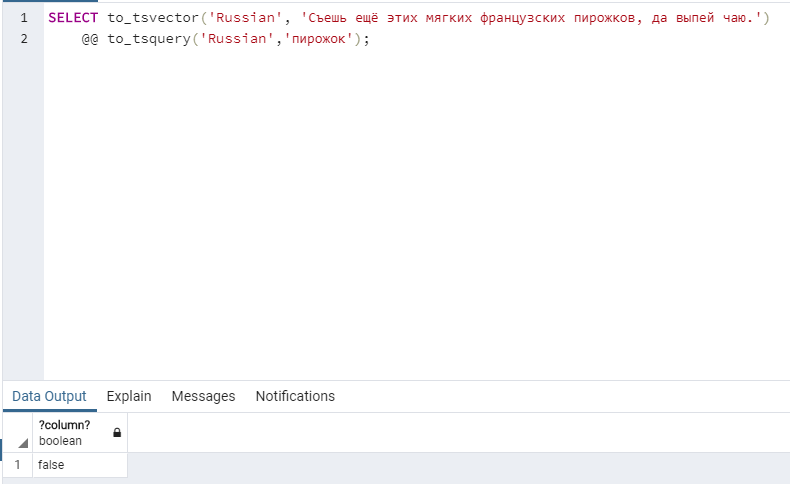 1 SELECT to_tsvector('Russian', 'Съешь ещё этих мягких французских пирожков, да выпей чаю.')
2 @@ to_tsquery('Russian','пирожок');
Data Output Explain Messages Notifications
?column?
boolean
1 false